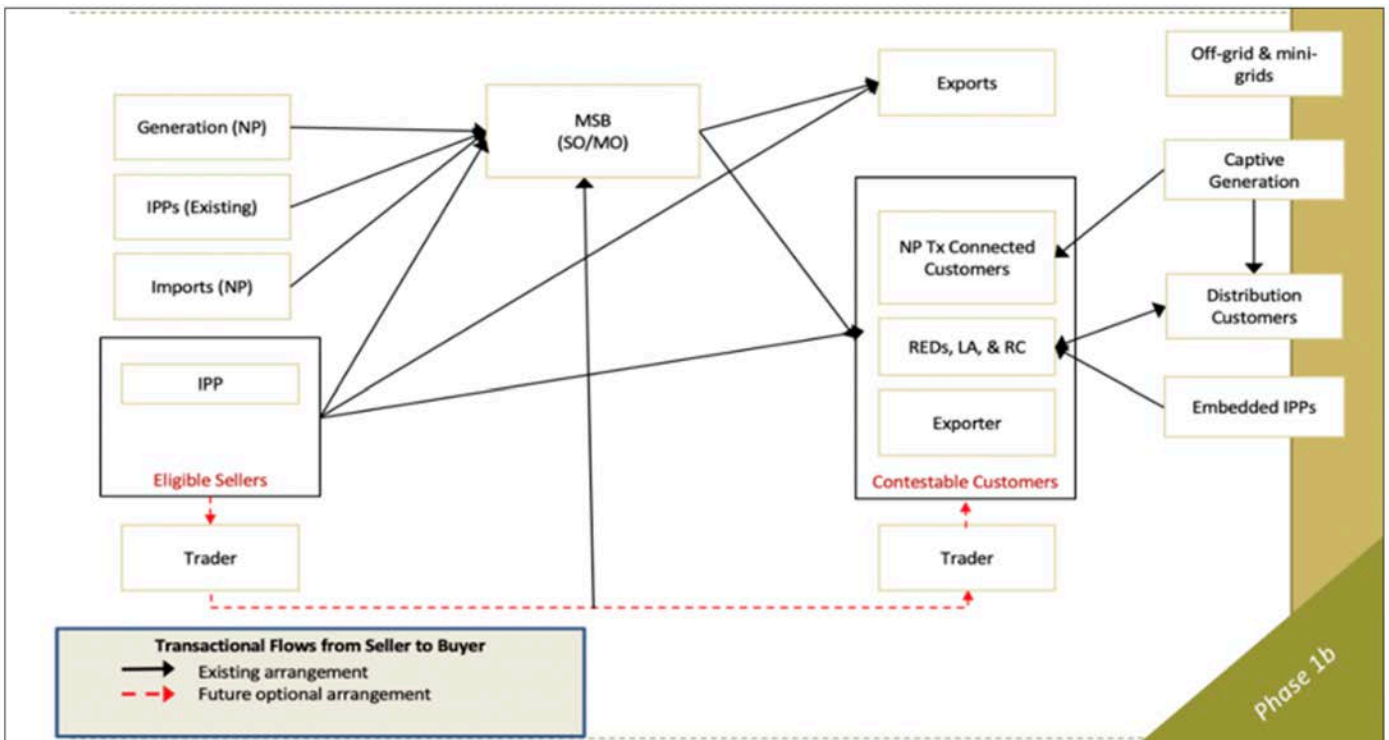 Generation (NP)
IPPs (Existing)
Imports (NP)
IPP
Eligible Sellers
Trader
MSB
(SO/MO)
Exports
NP Tx Connected
Customers
REDs, LA, & RC
Exporter
Contestable Customers
Trader
Off-grid & mini-
grids
Captive
Generation
Distribution
Customers
Embedded IPPs
Transactional Flows from Seller to Buyer
Existing arrangement
Future optional arrangement
Phase 1b